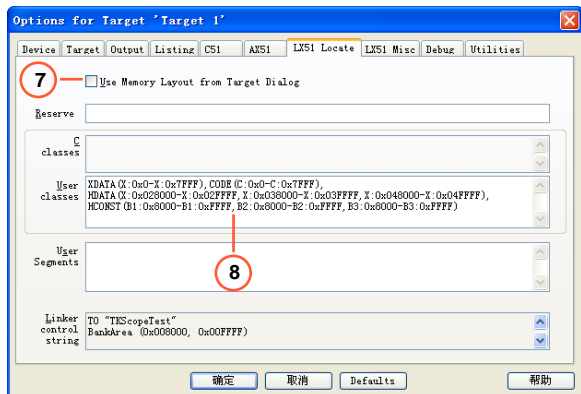 Options for Target 'Target 1'
Device Target Output Listing C51 AX51 LX51 Locate LX51 Misc Debug Utilities
7
Use Memory Layout from Target Dialog
Reserve
C
classes
User
classes
XDATA(X:0x0-X:0x7FFF),CODE(C:0x0-C:0x7FFF),
HDATA(X:0x028000-X:0x02FFFF,X:0x038000-X:0x03FFFF,X:0x048000-X:0x04FFFF),
HCONST(B1:0x8000-B1:0xFFFF,B2:0x8000-B2:0xFFFF,B3:0x8000-B3:0xFFFF)
8
User
Segments
Linker
control
string
TO "TKScopeTest"
BankArea (0x008000, 0x00FFFF)
确定 取消 Defaults 帮助